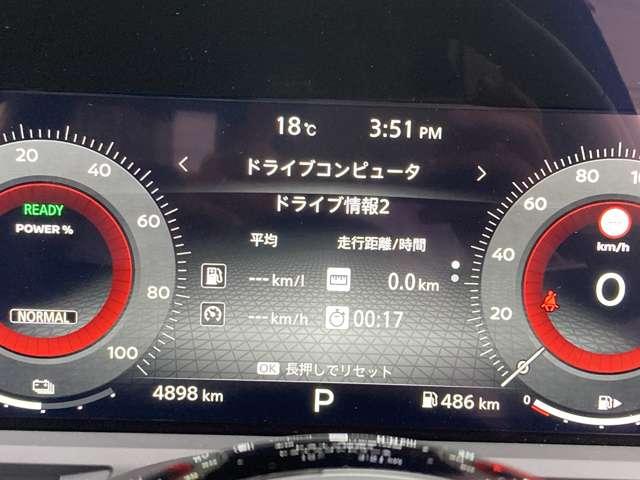 18℃ 3:51 PM
ドライブコンピュータ
ドライブ情報2
平均 走行距離/時間
---km/l 0.0km
---km/h 00:17
OK 長押しでリセット
4898 km P 486 km
20 40 60 80 100
READY
POWER %
NORMAL
0 20 40 60 80
km/h
0
0